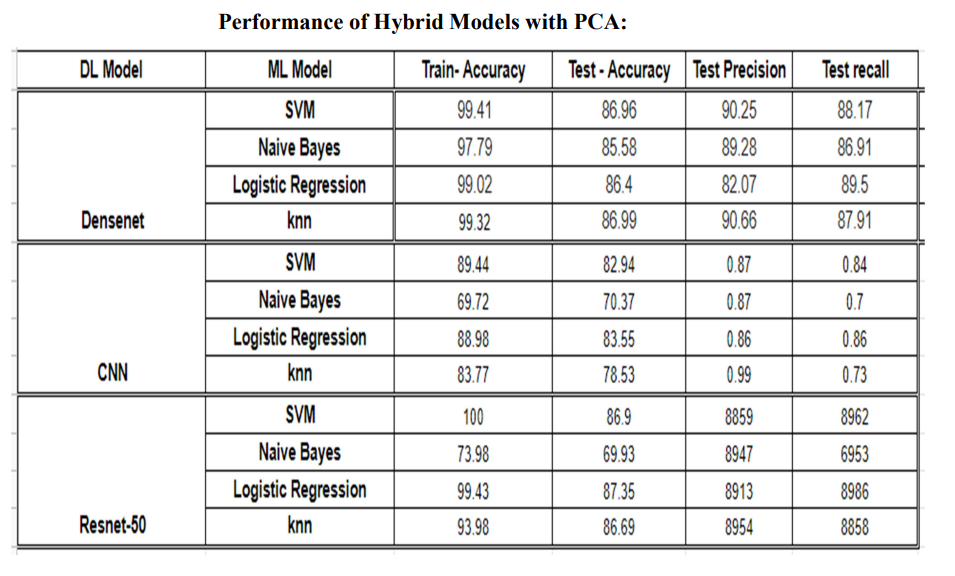 Performance of Hybrid Models with PCA:
DL Model ML Model Train- Accuracy Test - Accuracy Test Precision Test recall
SVM 99.41 86.96 90.25 88.17
Naive Bayes 97.79 85.58 89.28 86.91
Logistic Regression 99.02 86.4 82.07 89.5
Densenet knn 99.32 86.99 90.66 87.91
SVM 89.44 82.94 0.87 0.84
Naive Bayes 69.72 70.37 0.87 0.7
Logistic Regression 88.98 83.55 0.86 0.86
CNN knn 83.77 78.53 0.99 0.73
SVM 100 86.9 8859 8962
Naive Bayes 73.98 69.93 8947 6953
Logistic Regression 99.43 87.35 8913 8986
Resnet-50 knn 93.98 86.69 8954 8858